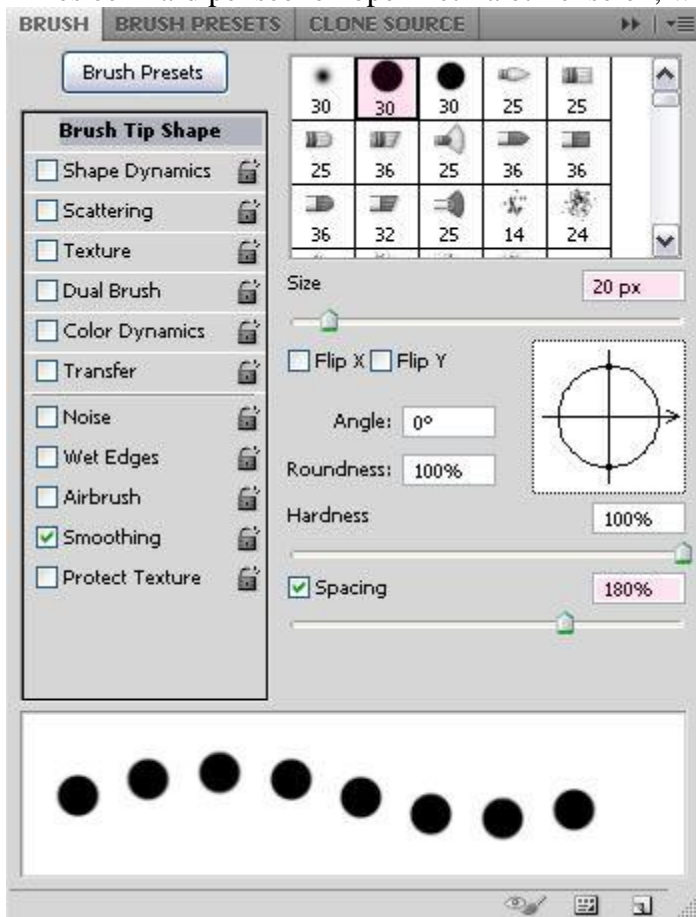 BRUSH BRUSH PRESETS CLONE SOURCE
Brush Presets
30 30 30 25 25
Brush Tip Shape
25 36 25 36 36
Shape Dynamics
Scattering
36 32 25 14 24
Texture
Dual Brush
Size 20 px
Color Dynamics
Transfer
Flip X Flip Y
Noise
Angle: 0°
Wet Edges
Roundness: 100%
Airbrush
Hardness 100%
Smoothing
Protect Texture
Spacing 180%